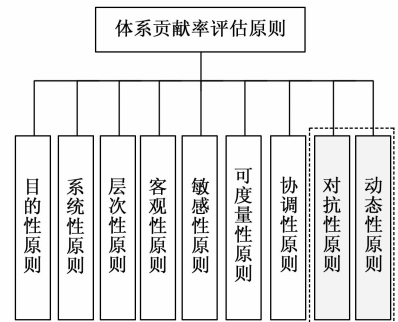 体系贡献率评估原则
目的性原则
系统性原则
层次性原则
客观性原则
敏感性原则
可度量性原则
协调性原则
对抗性原则
动态性原则